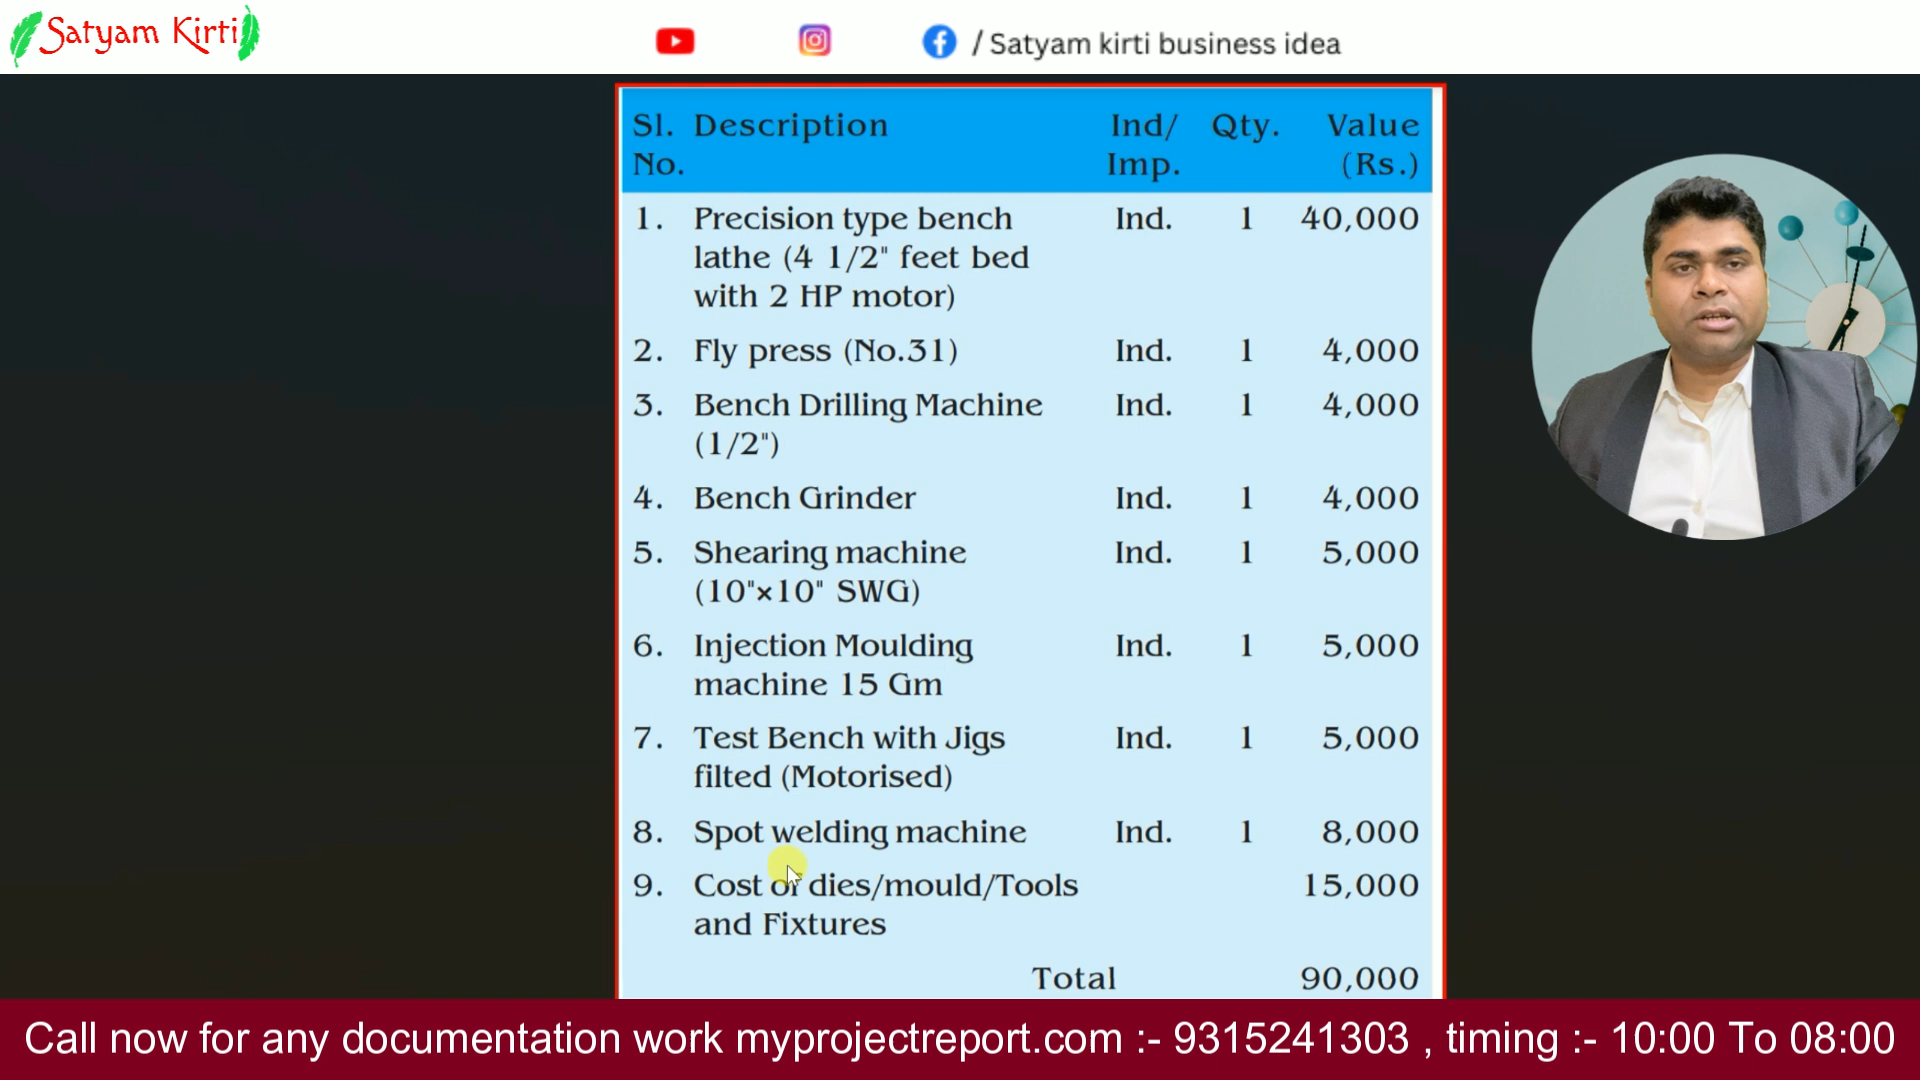 Satyam Kirti
/ Satyam kirti business idea
Sl. Description Ind/ Qty. Value
No. Imp. (Rs.)
1. Precision type bench Ind. 1 40,000
lathe (4 1/2" feet bed
with 2 HP motor)
2. Fly press (No.31) Ind. 1 4,000
3. Bench Drilling Machine Ind. 1 4,000
(1/2")
4. Bench Grinder Ind. 1 4,000
5. Shearing machine Ind. 1 5,000
(10"×10" SWG)
6. Injection Moulding Ind. 1 5,000
machine 15 Gm
7. Test Bench with Jigs Ind. 1 5,000
filted (Motorised)
8. Spot welding machine Ind. 1 8,000
9. Cost of dies/mould/Tools 15,000
and Fixtures
Total 90,000
Call now for any documentation work myprojectreport.com :- 9315241303 , timing :- 10:00 To 08:00